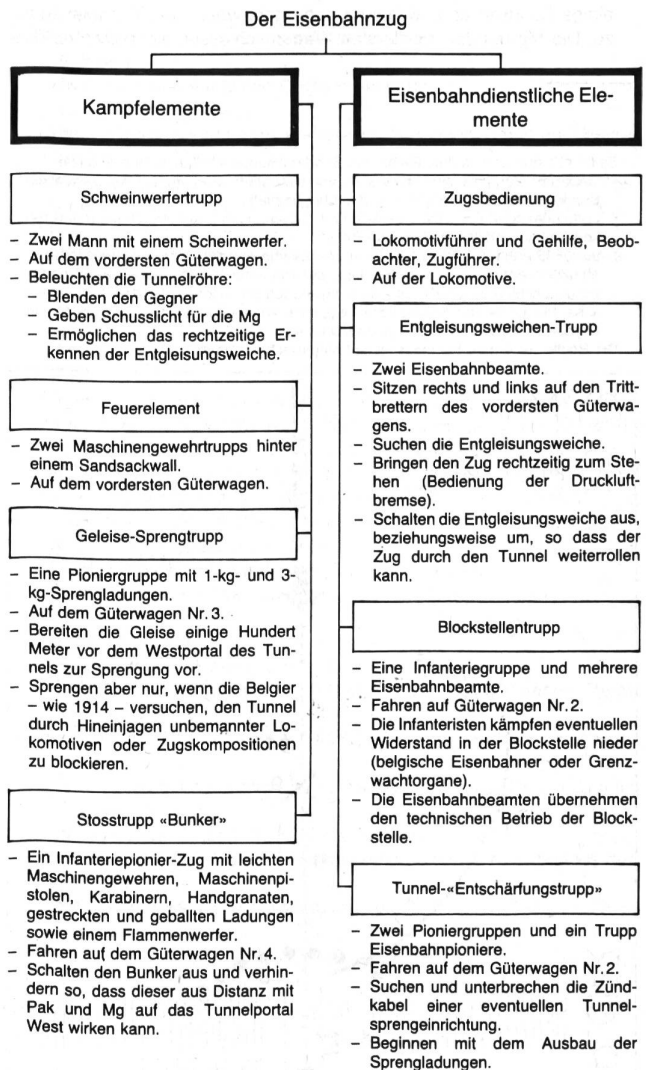 Der Eisenbahnzug
Kampfelemente
Schweinwerfertrupp
– Zwei Mann mit einem Scheinwerfer.
– Auf dem vordersten Güterwagen.
– Beleuchten die Tunnelröhre:
– Blenden den Gegner
– Geben Schusslicht für die Mg
– Ermöglichen das rechtzeitige Er-
kennen der Entgleisungsweiche.
Feuerelement
– Zwei Maschinengewehrtrupps hinter
einem Sandsackwall.
– Auf dem vordersten Güterwagen.
Geleise-Sprengtrupp
– Eine Pioniergruppe mit 1-kg- und 3-
kg-Sprengladungen.
– Auf dem Güterwagen Nr. 3.
– Bereiten die Gleise einige Hundert
Meter vor dem Westportal des Tun-
nels zur Sprengung vor.
– Sprengen aber nur, wenn die Belgier
– wie 1914 – versuchen, den Tunnel
durch Hineinjagen unbemannter Lo-
komotiven oder Zugskompositionen
zu blockieren.
Stosstrupp «Bunker»
– Ein Infanteriepionier-Zug mit leichten
Maschinengewehren, Maschinenpi-
stolen, Karabinern, Handgranaten,
gestreckten und geballten Ladungen
sowie einem Flammenwerfer.
– Fahren auf dem Güterwagen Nr. 4.
– Schalten den Bunker aus und verhin-
dern so, dass dieser aus Distanz mit
Pak und Mg auf das Tunnelportal
West wirken kann.
Eisenbahndienstliche Ele-
mente
Zugsbedienung
– Lokomotivführer und Gehilfe, Beob-
achter, Zugführer.
– Auf der Lokomotive.
Entgleisungsweichen-Trupp
– Zwei Eisenbahnbeamte.
– Sitzen rechts und links auf den Tritt-
brettern des vordersten Güterwa-
gens.
– Suchen die Entgleisungsweiche.
– Bringen den Zug rechtzeitig zum Ste-
hen (Bedienung der Druckluft-
bremse).
– Schalten die Entgleisungsweiche aus,
beziehungsweise um, so dass der
Zug durch den Tunnel weiterrollen
kann.
Blockstellentrupp
– Eine Infanteriegruppe und mehrere
Eisenbahnbeamte.
– Fahren auf Güterwagen Nr. 2.
– Die Infanteristen kämpfen eventuellen
Widerstand in der Blockstelle nieder
(belgische Eisenbahner oder Grenz-
wachtorgane).
– Die Eisenbahnbeamten übernehmen
den technischen Betrieb der Block-
stelle.
Tunnel-«Entschärfungstrupp»
– Zwei Pioniergruppen und ein Trupp
Eisenbahnpioniere.
– Fahren auf dem Güterwagen Nr. 2.
– Suchen und unterbrechen die Zünd-
kabel einer eventuellen Tunnel-
sprengeinrichtung.
– Beginnen mit dem Ausbau der
Sprengladungen.